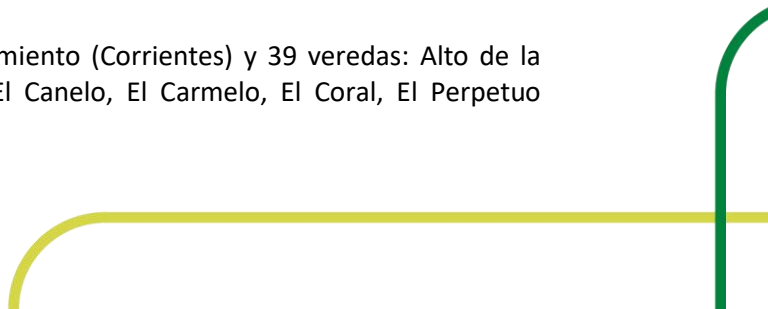 miento (Corrientes) y 39 veredas: Alto de la
El Canelo, El Carmelo, El Coral, El Perpetuo